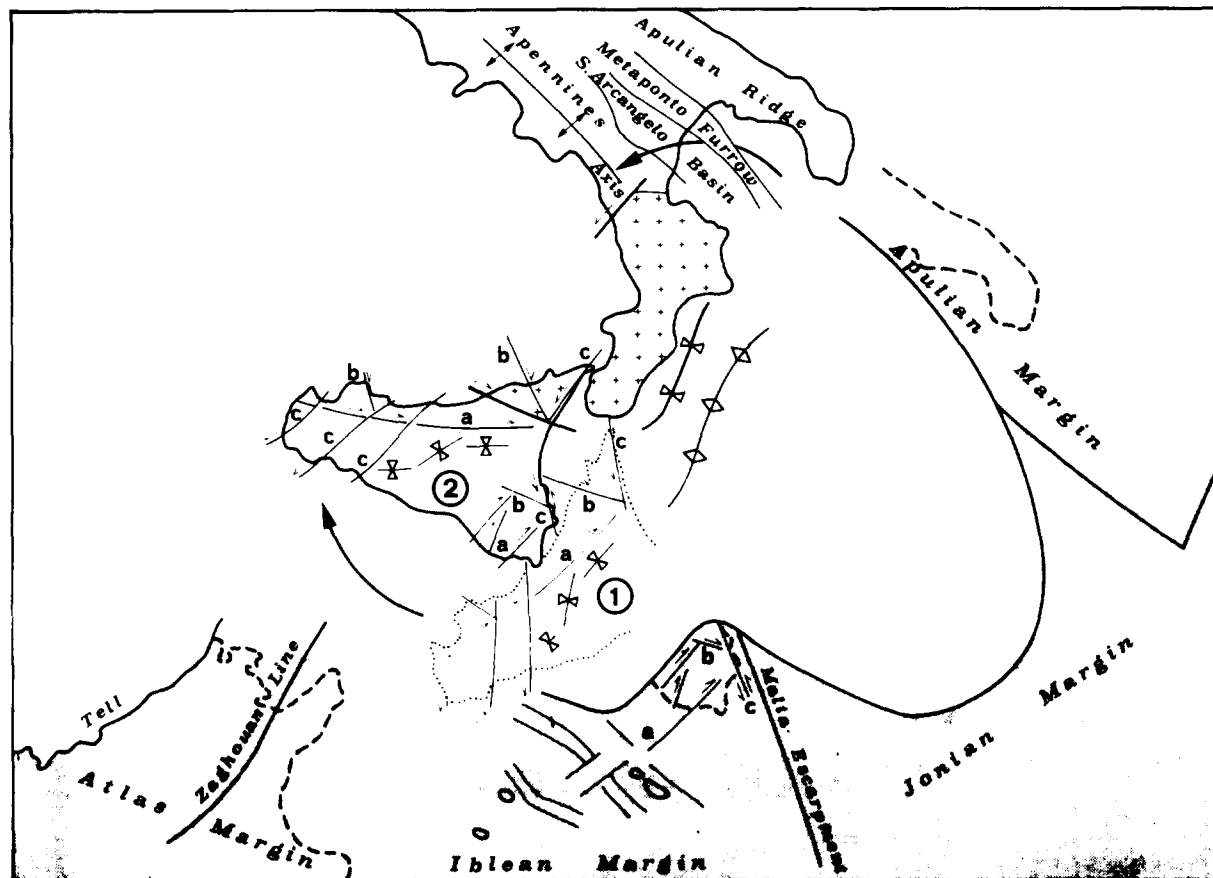 Apulian Ridge
Metaponto Furrow
S. Arcangelo Basin
Apennines Axis
Apulian Margin
b
b
c
c
a
c
c
2
c
b
b
c
a
a
1
b
c
a
Malta Escarpment
Jonian Margin
Tell
Zaghouant Line
Atlas Margin
Iblean Margin